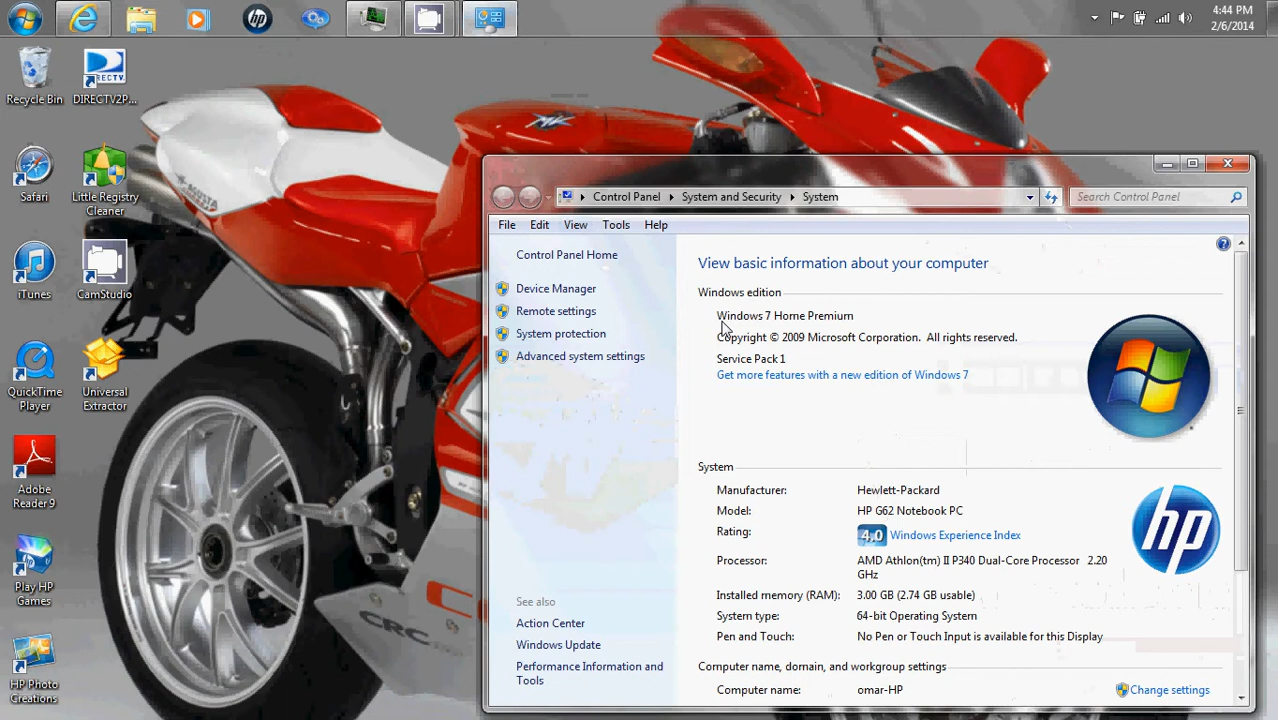 4:44 PM
2/6/2014
Recycle Bin
DIRECTV2P...
Safari
Little Registry
Cleaner
iTunes
CamStudio
QuickTime
Player
Universal
Extractor
Adobe
Reader 9
Play HP
Games
HP Photo
Creations
CRC
Control Panel
System and Security
System
Search Control Panel
File
Edit
View
Tools
Help
Control Panel Home
Device Manager
Remote settings
System protection
Advanced system settings
See also
Action Center
Windows Update
Performance Information and
Tools
View basic information about your computer
Windows edition
Windows 7 Home Premium
Copyright © 2009 Microsoft Corporation. All rights reserved.
Service Pack 1
Get more features with a new edition of Windows 7
System
Manufacturer: Hewlett-Packard
Model: HP G62 Notebook PC
Rating: 4.0 Windows Experience Index
Processor: AMD Athlon(tm) II P340 Dual-Core Processor 2.20
GHz
Installed memory (RAM): 3.00 GB (2.74 GB usable)
System type: 64-bit Operating System
Pen and Touch: No Pen or Touch Input is available for this Display
hp
Computer name, domain, and workgroup settings
Computer name: omar-HP
Change settings